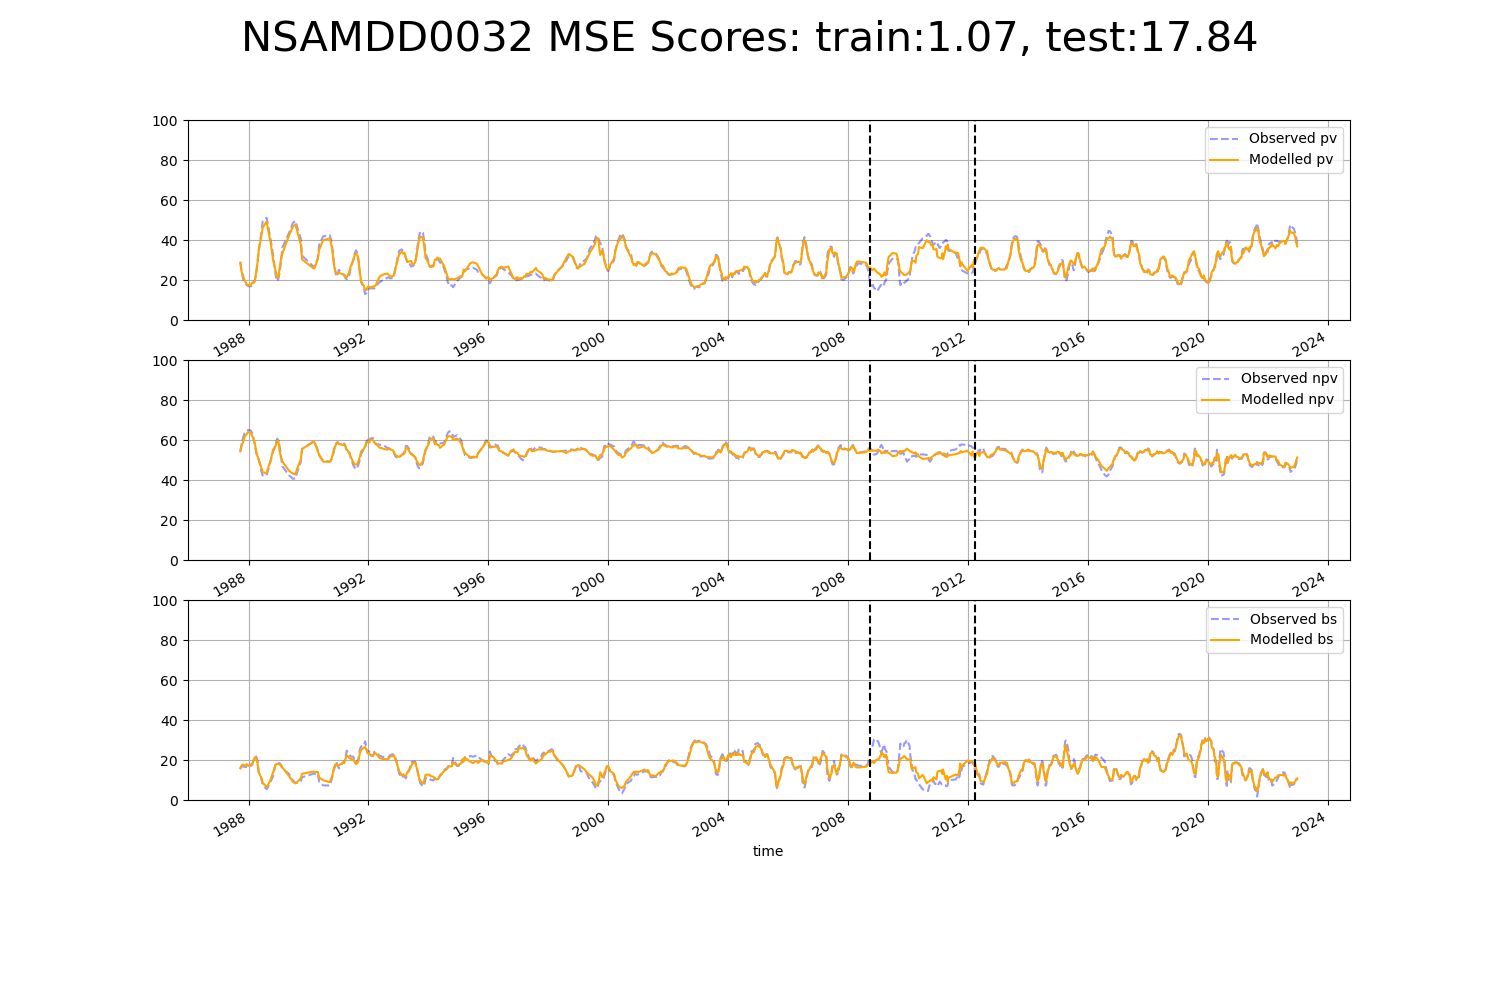 NSAMDD0032 MSE Scores: train:1.07, test:17.84
100
80
60
40
20
0
Observed pv
Modelled pv
1988 1992 1996 2000 2004 2008 2012 2016 2020 2024
100
80
60
40
20
0
Observed npv
Modelled npv
1988 1992 1996 2000 2004 2008 2012 2016 2020 2024
100
80
60
40
20
0
Observed bs
Modelled bs
1988 1992 1996 2000 2004 2008 2012 2016 2020 2024
time